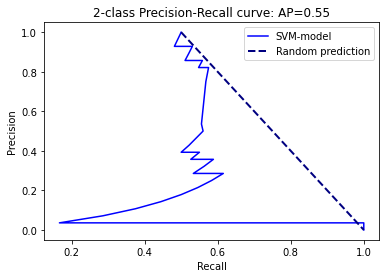 2-class Precision-Recall curve: AP=0.55
SVM-model
Random prediction
Precision
1.0
0.8
0.6
0.4
0.2
0.0
0.2
0.4
0.6
0.8
1.0
Recall